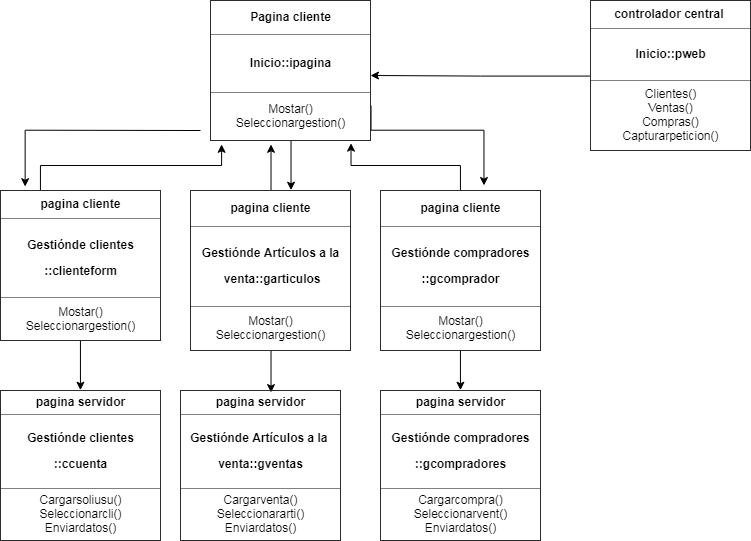 Pagina cliente
Inicio::ipagina
Mostar()
Seleccionargestion()
controlador central
Inicio::pweb
Clientes()
Ventas()
Compras()
Capturarpeticion()
pagina cliente
Gestiónde clientes
::clienteform
Mostar()
Seleccionargestion()
pagina cliente
Gestiónde Artículos a la
venta::garticulos
Mostar()
Seleccionargestion()
pagina cliente
Gestiónde compradores
::gcomprador
Mostar()
Seleccionargestion()
pagina servidor
Gestiónde clientes
::ccuenta
Cargarsoliusu()
Seleccionarcli()
Enviardatos()
pagina servidor
Gestiónde Artículos a la
venta::gventas
Cargarventa()
Seleccionararti()
Enviardatos()
pagina servidor
Gestiónde compradores
::gcompradores
Cargarcompra()
Seleccionarvent()
Enviardatos()